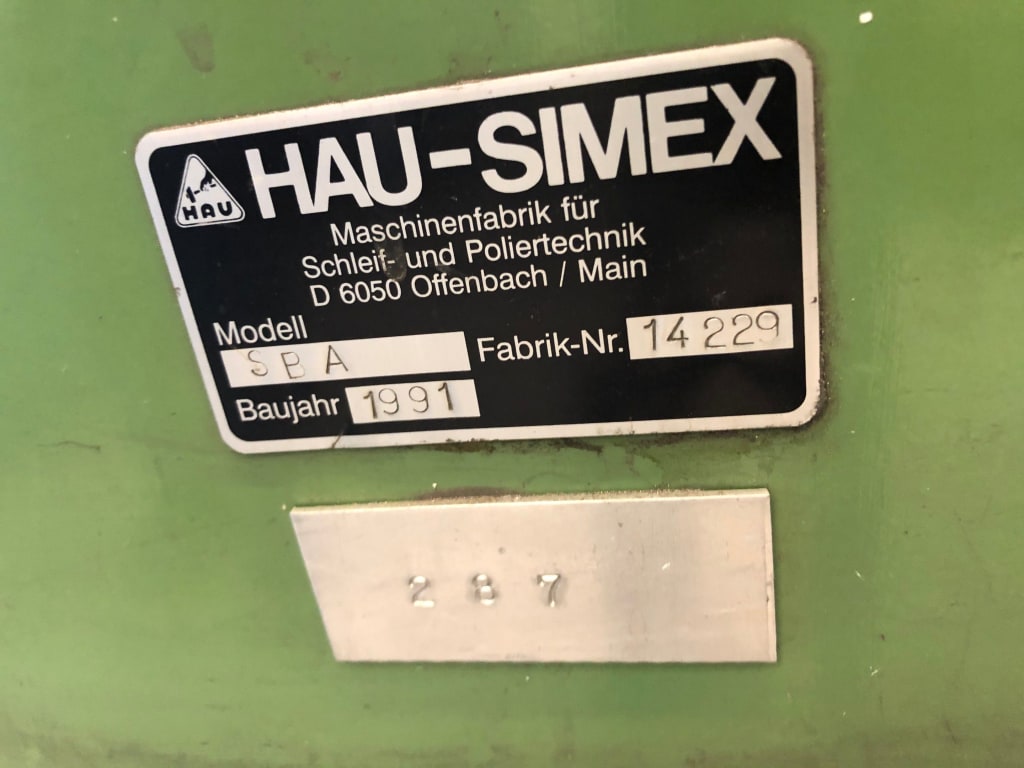 HAU
HAU-SIMEX
Maschinenfabrik für
Schleif- und Poliertechnik
D 6050 Offenbach / Main
Modell
SBA
Fabrik-Nr. 14229
Baujahr 1991
287